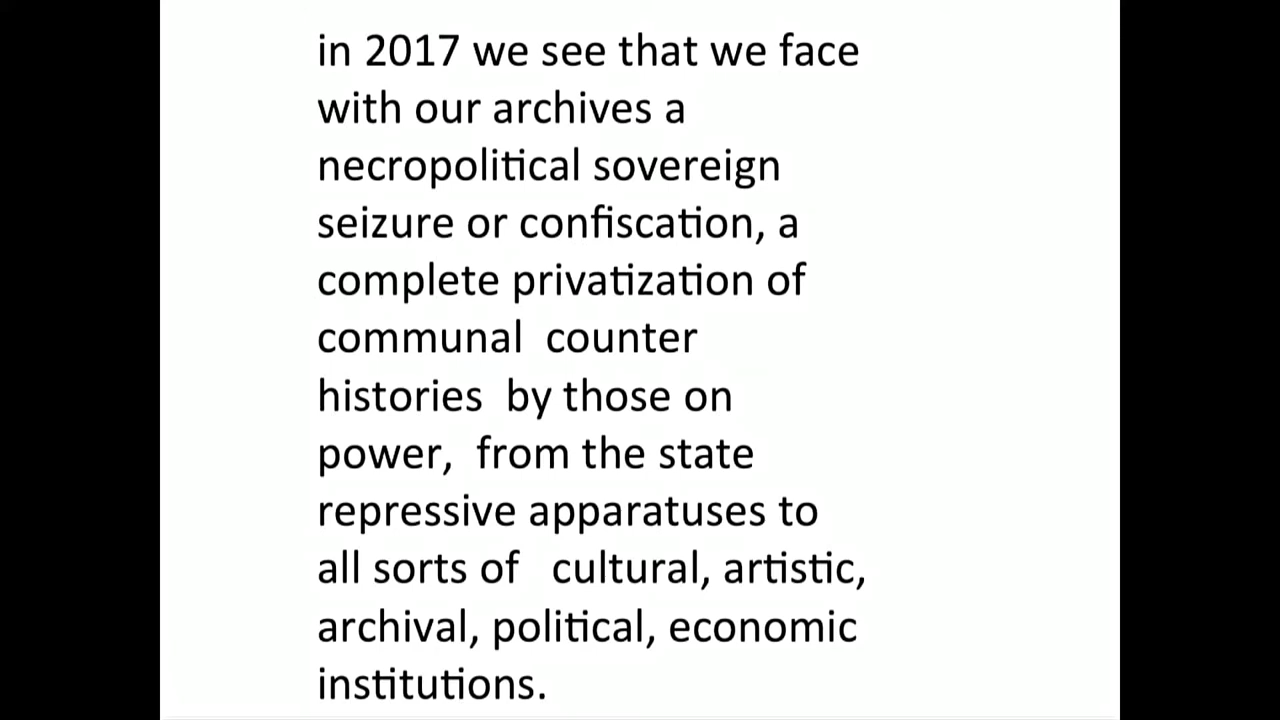 in 2017 we see that we face
with our archives a
necropolitical sovereign
seizure or confiscation, a
complete privatization of
communal  counter
histories  by those on
power,  from the state
repressive apparatuses to
all sorts of   cultural, artistic,
archival, political, economic
institutions.